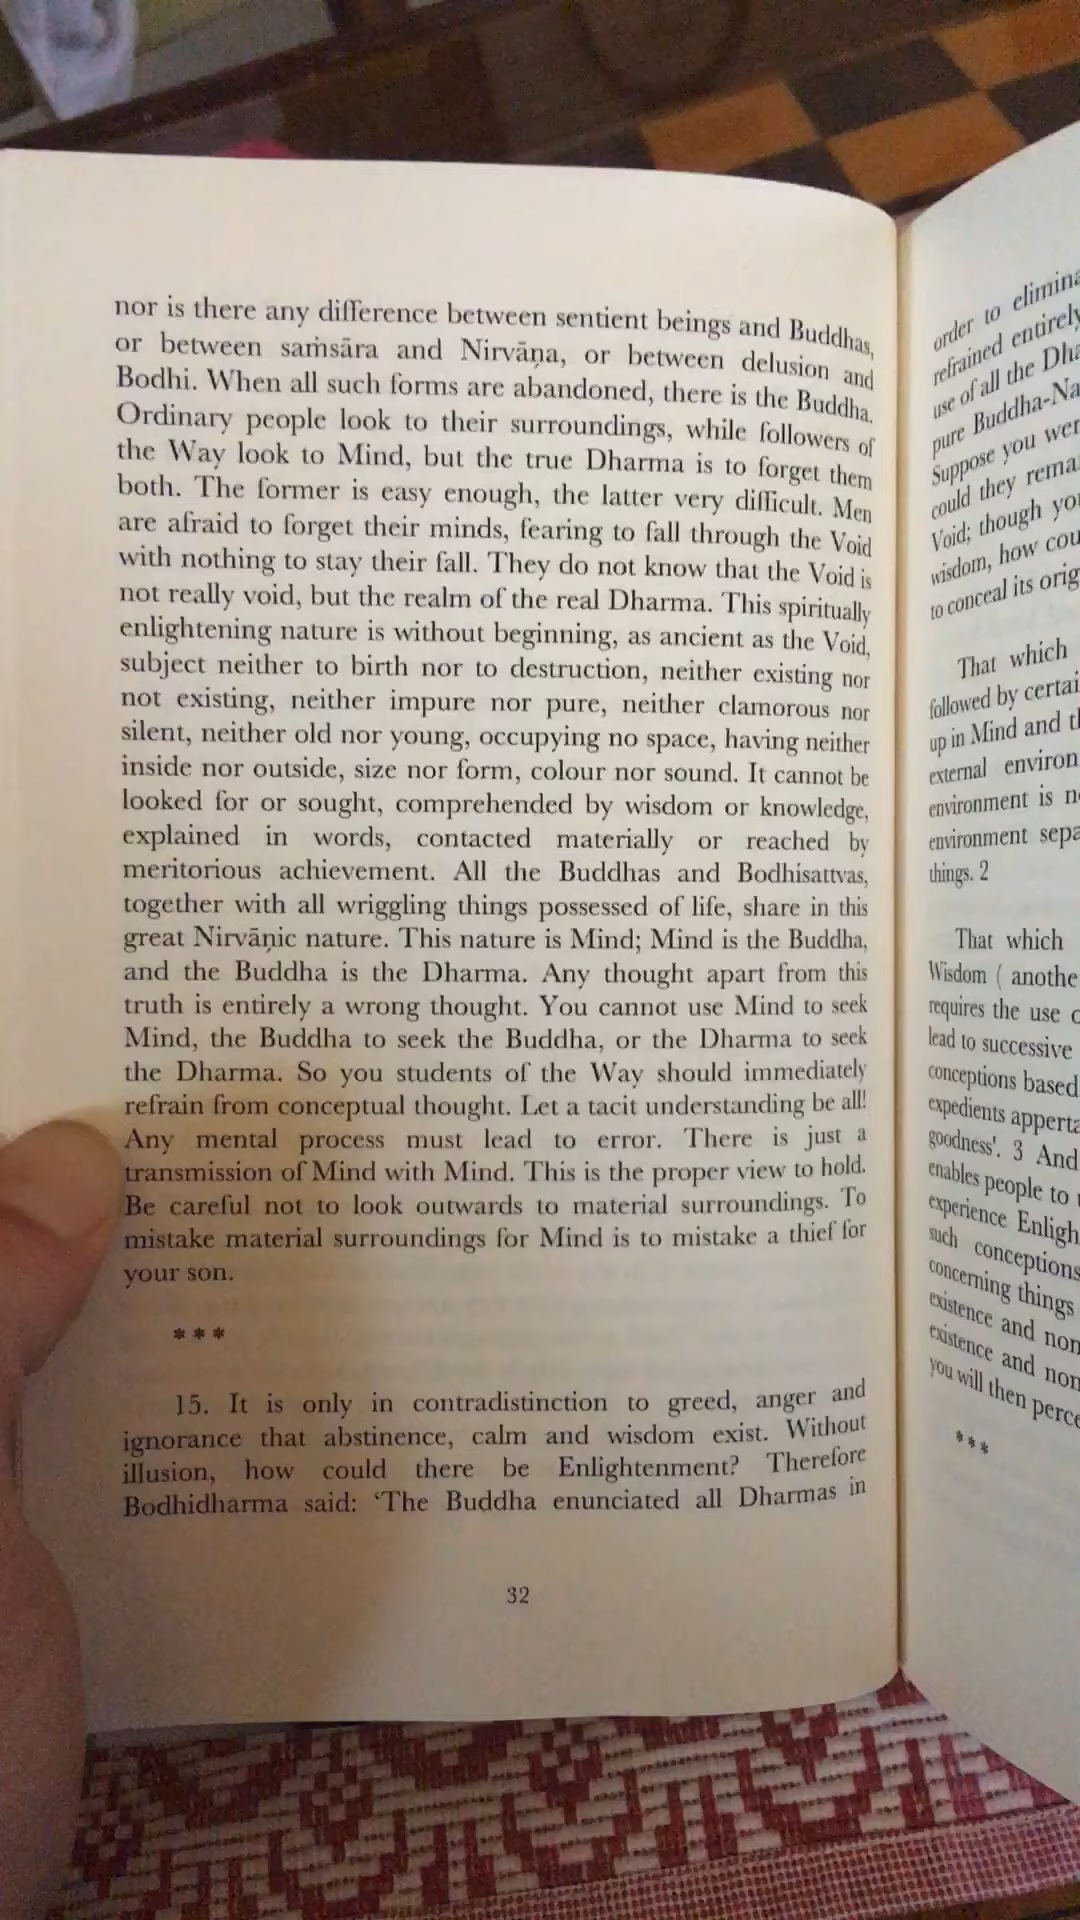 nor is there any difference between sentient beings and Buddhas,
or between saṁsāra and Nirvāṇa, or between delusion and
Bodhi. When all such forms are abandoned, there is the Buddha.
Ordinary people look to their surroundings, while followers of
the Way look to Mind, but the true Dharma is to forget them
both. The former is easy enough, the latter very difficult. Men
are afraid to forget their minds, fearing to fall through the Void
with nothing to stay their fall. They do not know that the Void is
not really void, but the realm of the real Dharma. This spiritually
enlightening nature is without beginning, as ancient as the Void,
subject neither to birth nor to destruction, neither existing nor
not existing, neither impure nor pure, neither clamorous nor
silent, neither old nor young, occupying no space, having neither
inside nor outside, size nor form, colour nor sound. It cannot be
looked for or sought, comprehended by wisdom or knowledge,
explained in words, contacted materially or reached by
meritorious achievement. All the Buddhas and Bodhisattvas,
together with all wriggling things possessed of life, share in this
great Nirvāṇic nature. This nature is Mind; Mind is the Buddha,
and the Buddha is the Dharma. Any thought apart from this
truth is entirely a wrong thought. You cannot use Mind to seek
Mind, the Buddha to seek the Buddha, or the Dharma to seek
the Dharma. So you students of the Way should immediately
refrain from conceptual thought. Let a tacit understanding be all!
Any mental process must lead to error. There is just a
transmission of Mind with Mind. This is the proper view to hold.
Be careful not to look outwards to material surroundings. To
mistake material surroundings for Mind is to mistake a thief for
your son.
* * *
15. It is only in contradistinction to greed, anger and
ignorance that abstinence, calm and wisdom exist. Without
illusion, how could there be Enlightenment? Therefore
Bodhidharma said: ‘The Buddha enunciated all Dharmas in
32
order to
refrained entirely
use of all the
pure
Suppose you
could they
Void; though
wisdom, how
to conceal its
That which
followed by
up in Mind and
external
environment is
environment
things. 2
That which
Wisdom (
requires the use
lead to successive
conceptions based
expedients
goodness'. 3 And
enables people to
experience
such conceptions
concerning things
existence and
existence and
you will then
* * *